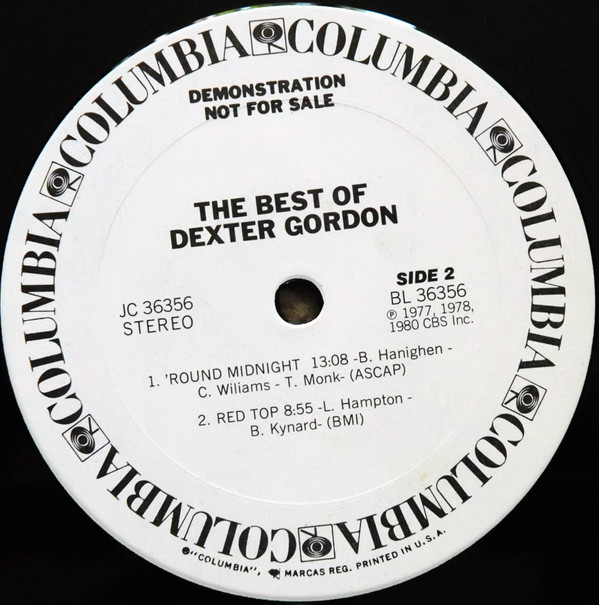 COLUMBIA COLUMBIA COLUMBIA COLUMBIA COLUMBIA COLUMBIA COLUMBIA COLUMBIA
DEMONSTRATION
NOT FOR SALE
THE BEST OF
DEXTER GORDON
JC 36356
STEREO
SIDE 2
BL 36356
℗ 1977, 1978,
1980 CBS Inc.
1. 'ROUND MIDNIGHT 13:08 -B. Hanighen -
C. Wiliams - T. Monk- (ASCAP)
2. RED TOP 8:55 -L. Hampton -
B. Kynard- (BMI)
"COLUMBIA", MARCAS REG. PRINTED IN U.S.A.